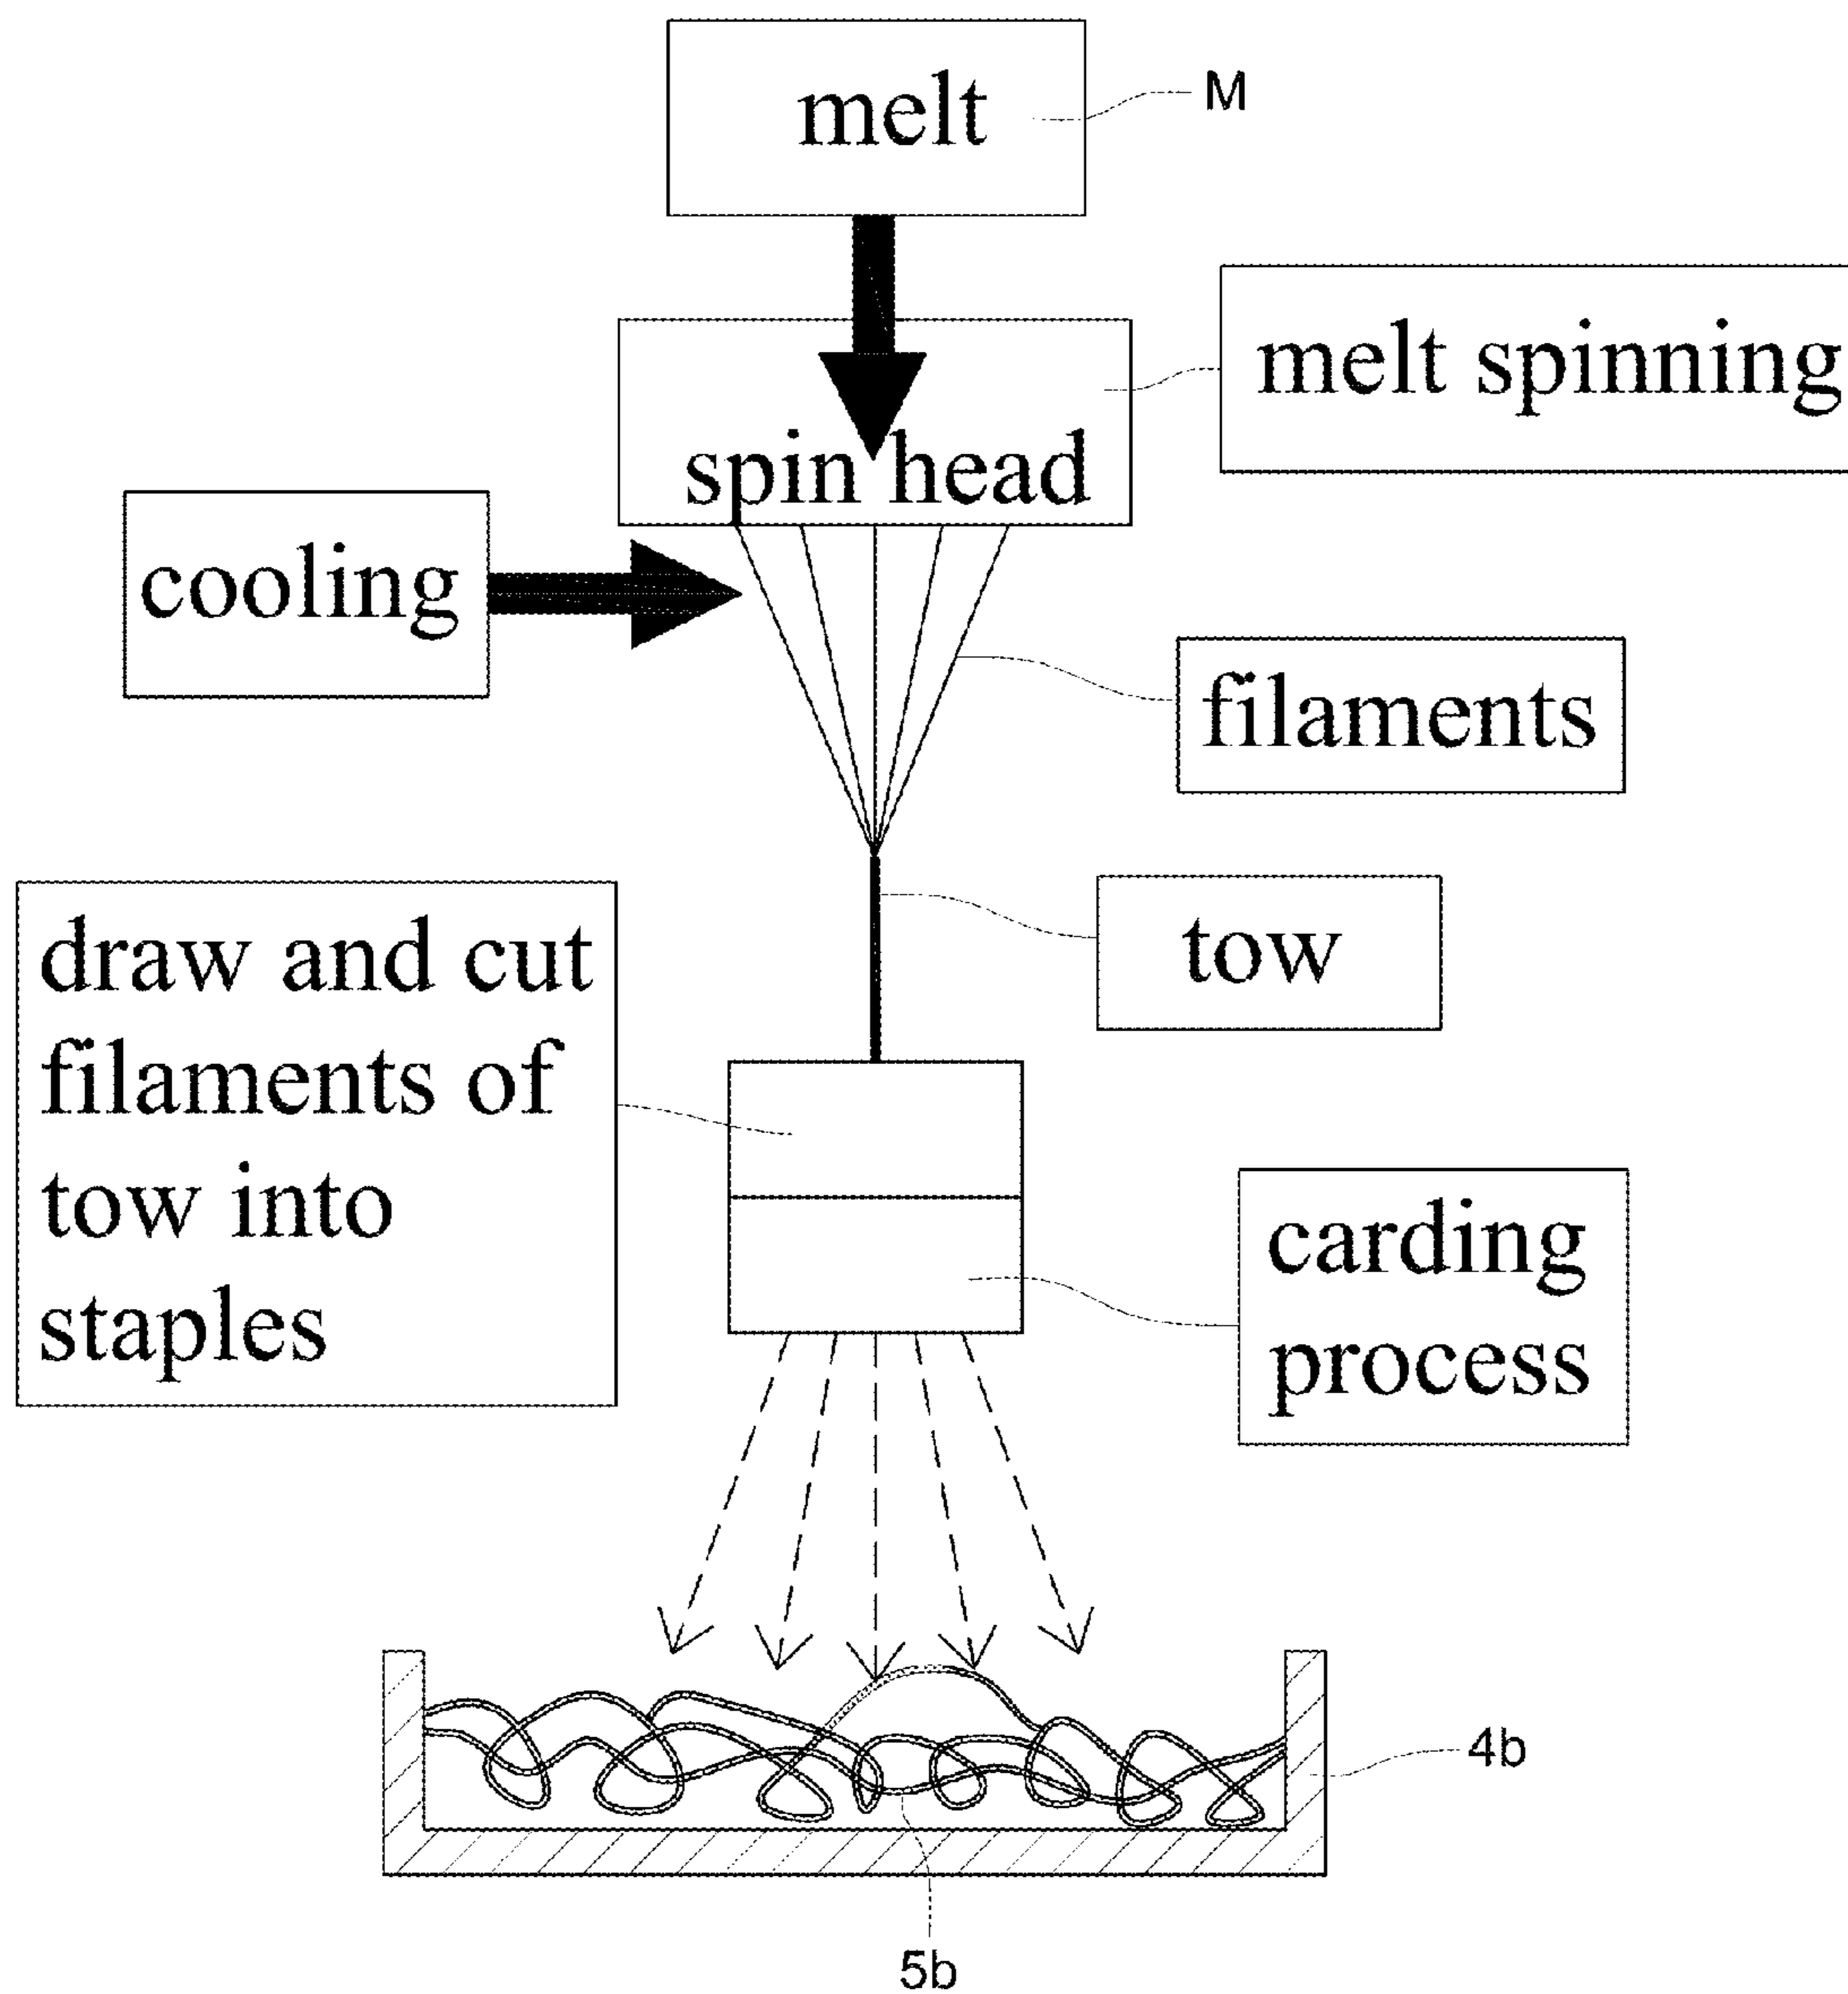 melt
M
melt spinning
spin head
cooling
filaments
draw and cut
filaments of
tow into
staples
tow
carding
process
4b
5b